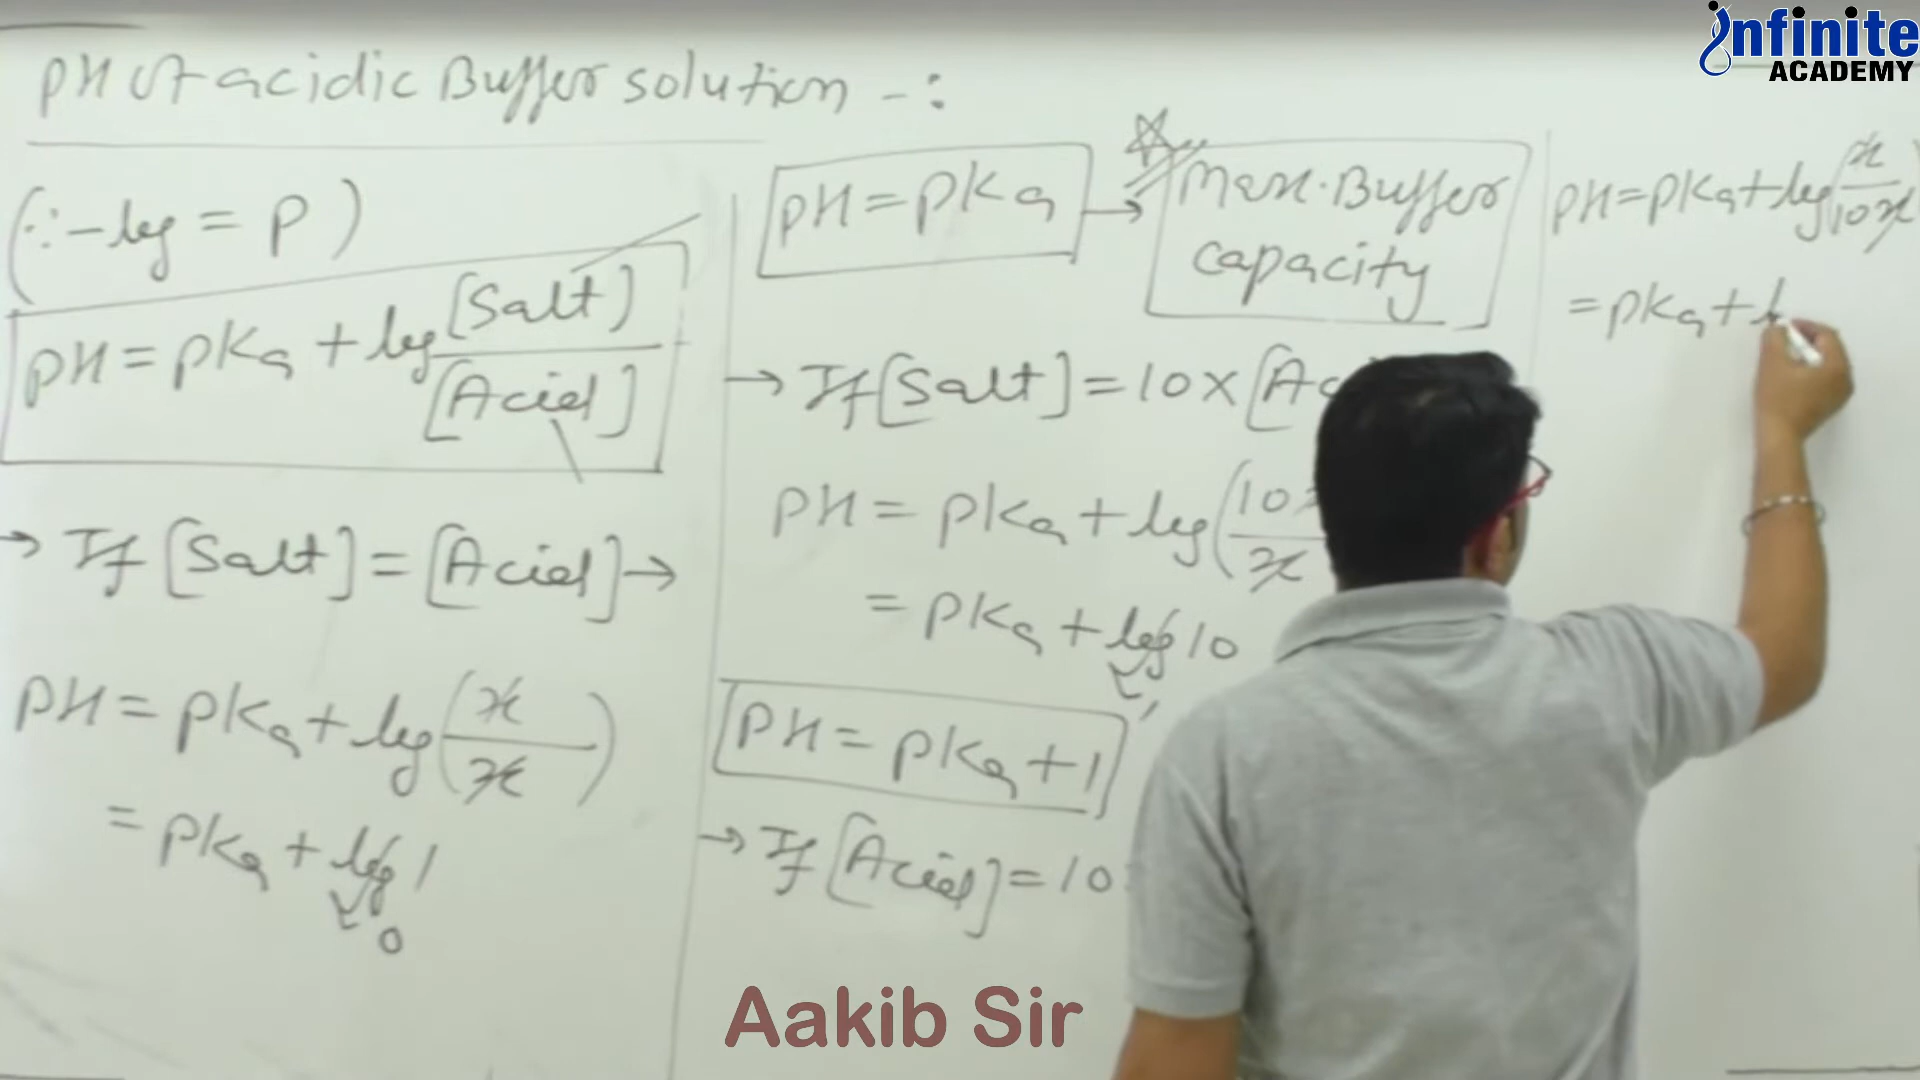 infinite
ACADEMY
pH of acidic Buffer solution -:
(∵ -log = p)
pH = pKa + log [Salt] / [Acid]
→ If [Salt] = [Acid] →
pH = pKa + log (x / x)
= pKa + log 1
0
pH = pKa → Max. Buffer
capacity
→ If [Salt] = 10 × [Ac
pH = pKa + log (10x / x
= pKa + log 10
1
pH = pKa + 1
→ If [Acid] = 10
pH = pKa + log (x / 10x)
= pKa + l
Aakib Sir